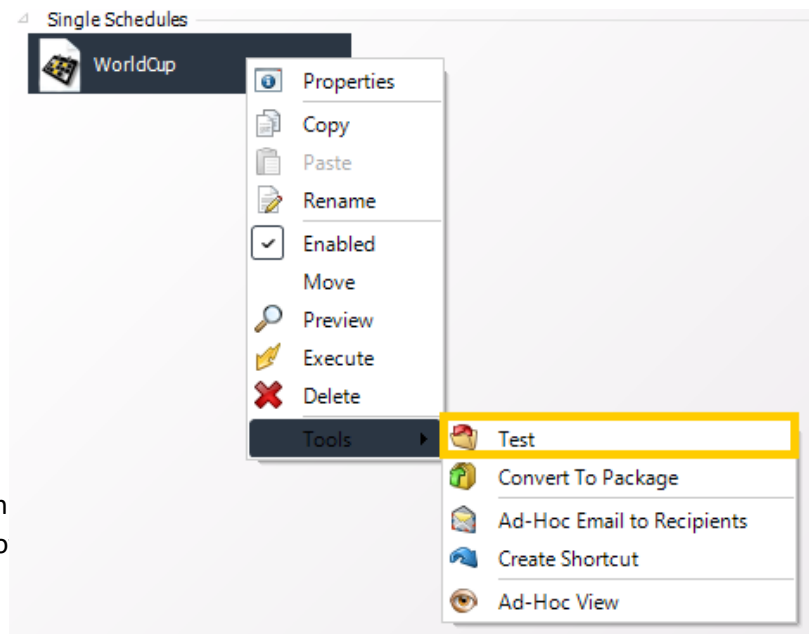 Single Schedules
WorldCup
Properties
Copy
Paste
Rename
Enabled
Move
Preview
Execute
Delete
Tools
Test
Convert To Package
Ad-Hoc Email to Recipients
Create Shortcut
Ad-Hoc View